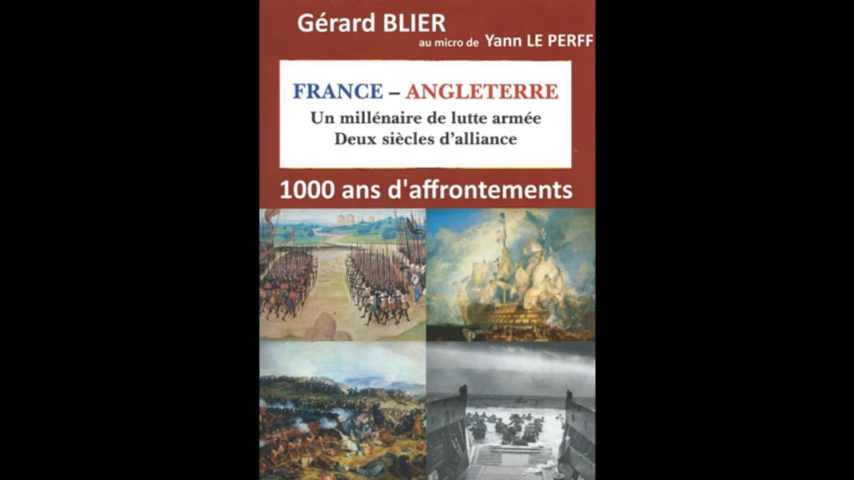 Gérard BLIER
au micro de Yann LE PERFF
FRANCE – ANGLETERRE
Un millénaire de lutte armée
Deux siècles d'alliance
1000 ans d'affrontements